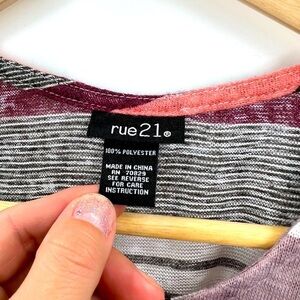 rue21®
100% POLYESTER
MADE IN CHINA
RN 70829
SEE REVERSE
FOR CARE
INSTRUCTION